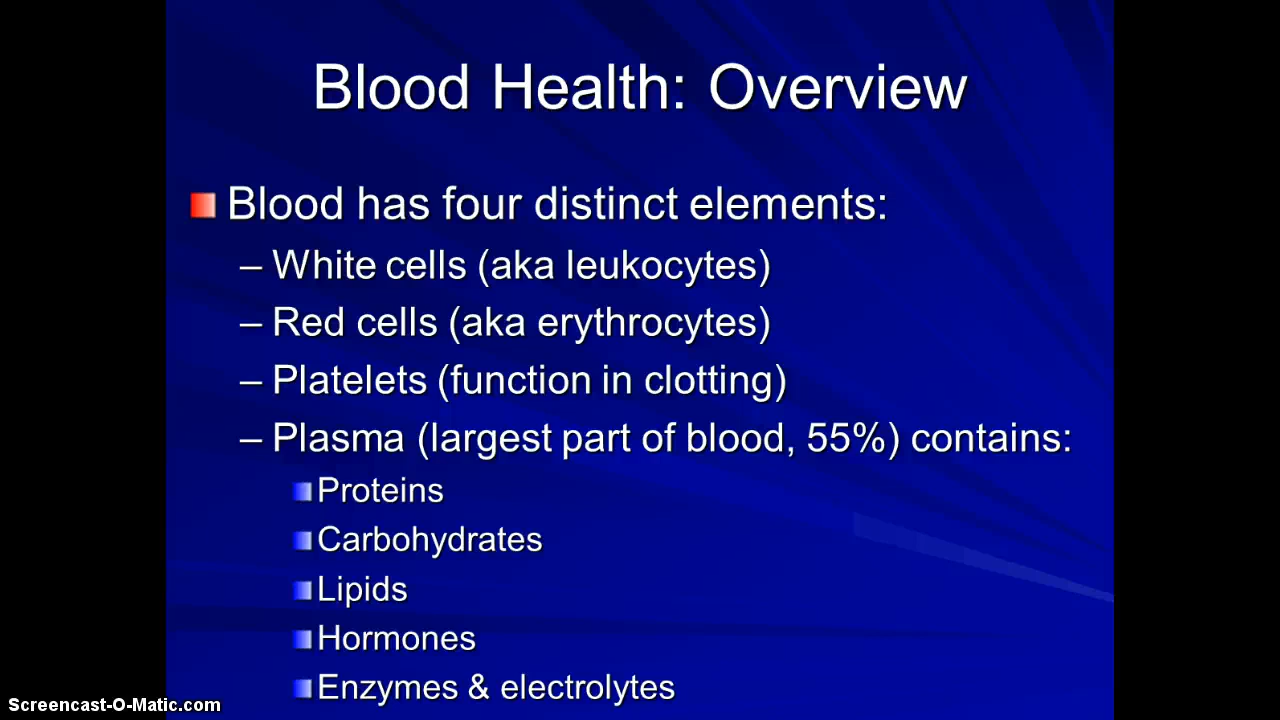 Blood Health: Overview
Blood has four distinct elements:
– White cells (aka leukocytes)
– Red cells (aka erythrocytes)
– Platelets (function in clotting)
– Plasma (largest part of blood, 55%) contains:
Proteins
Carbohydrates
Lipids
Hormones
Enzymes & electrolytes
Screencast-O-Matic.com